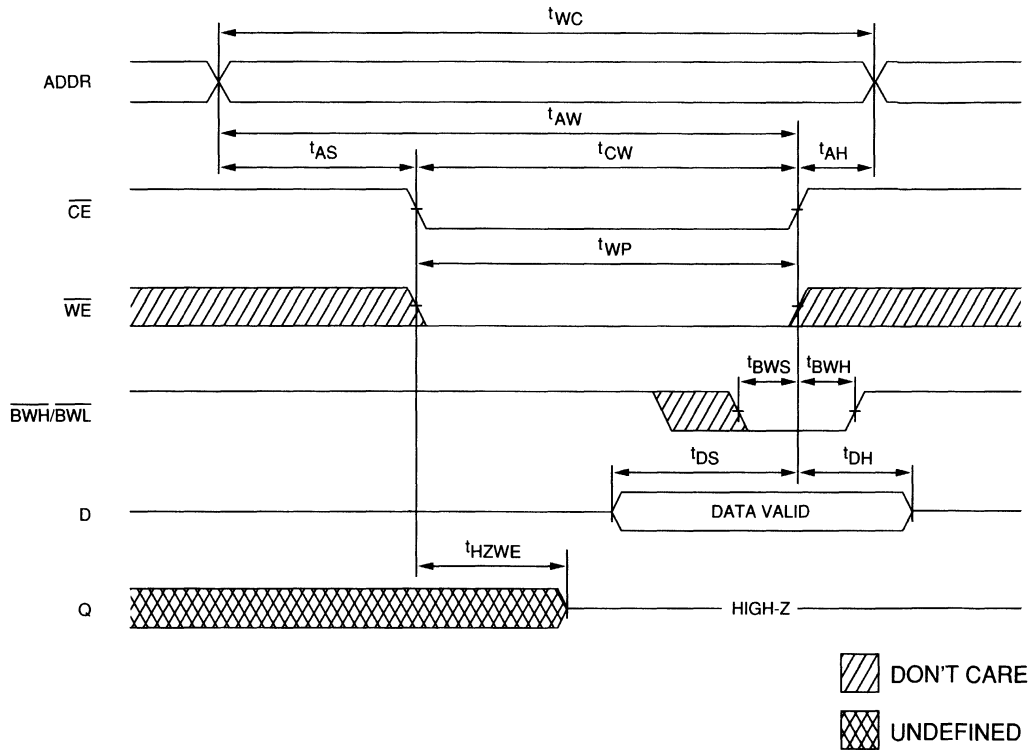 tWC
ADDR
tAW
tAS tCW tAH
CE
tWP
WE
tBWS tBWH
BWH/BWL
tDS tDH
D DATA VALID
tHZWE
Q HIGH-Z
DON'T CARE
UNDEFINED